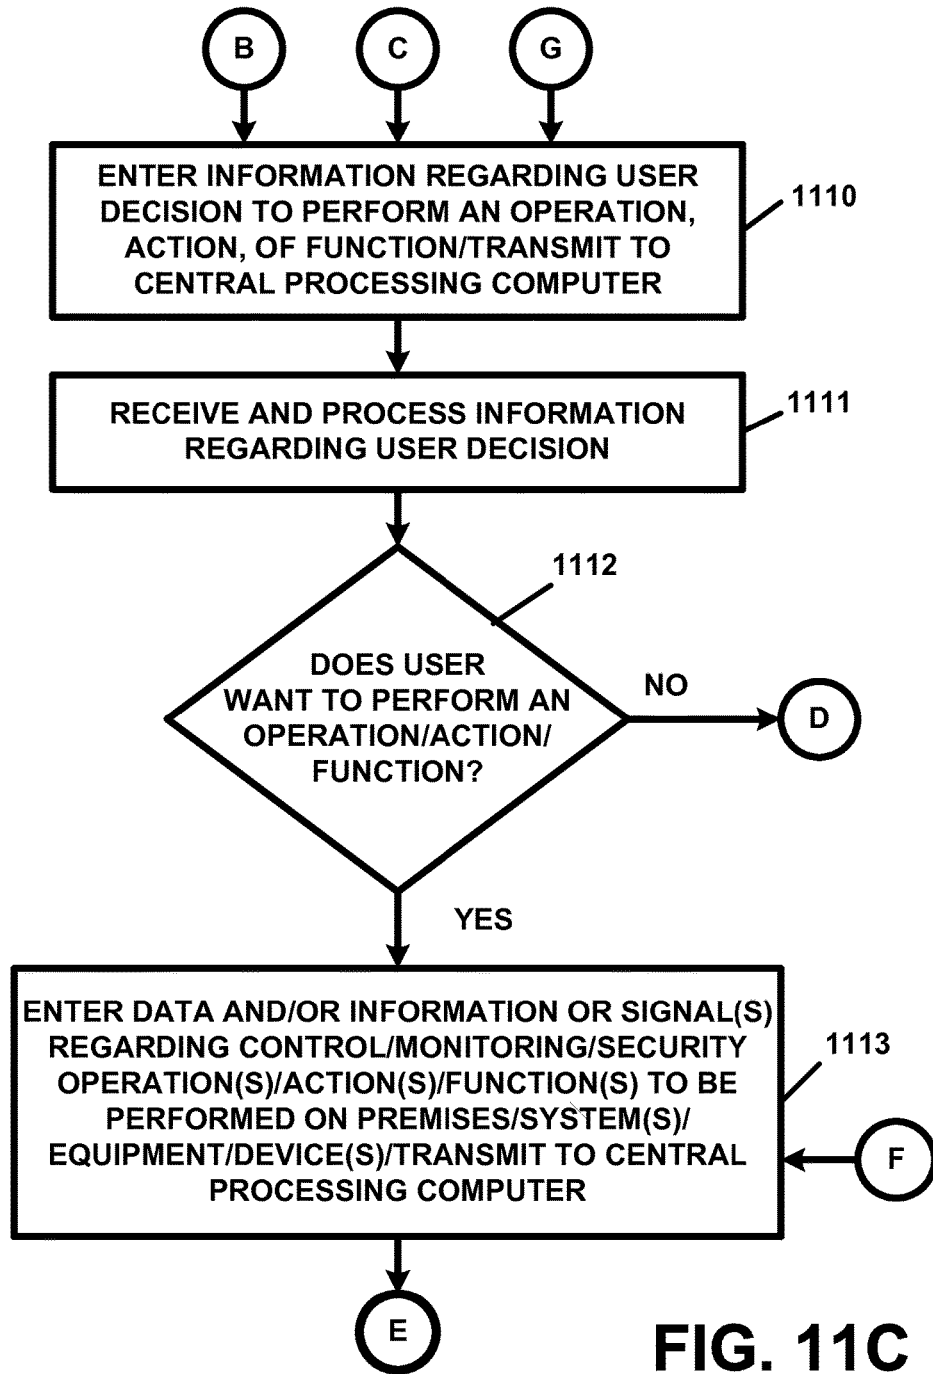 B
C
G
ENTER INFORMATION REGARDING USER
DECISION TO PERFORM AN OPERATION,
ACTION, OF FUNCTION/TRANSMIT TO
CENTRAL PROCESSING COMPUTER
1110
RECEIVE AND PROCESS INFORMATION
REGARDING USER DECISION
1111
1112
DOES USER
WANT TO PERFORM AN
OPERATION/ACTION/
FUNCTION?
NO
D
YES
ENTER DATA AND/OR INFORMATION OR SIGNAL(S)
REGARDING CONTROL/MONITORING/SECURITY
OPERATION(S)/ACTION(S)/FUNCTION(S) TO BE
PERFORMED ON PREMISES/SYSTEM(S)/
EQUIPMENT/DEVICE(S)/TRANSMIT TO CENTRAL
PROCESSING COMPUTER
1113
F
E
FIG. 11C